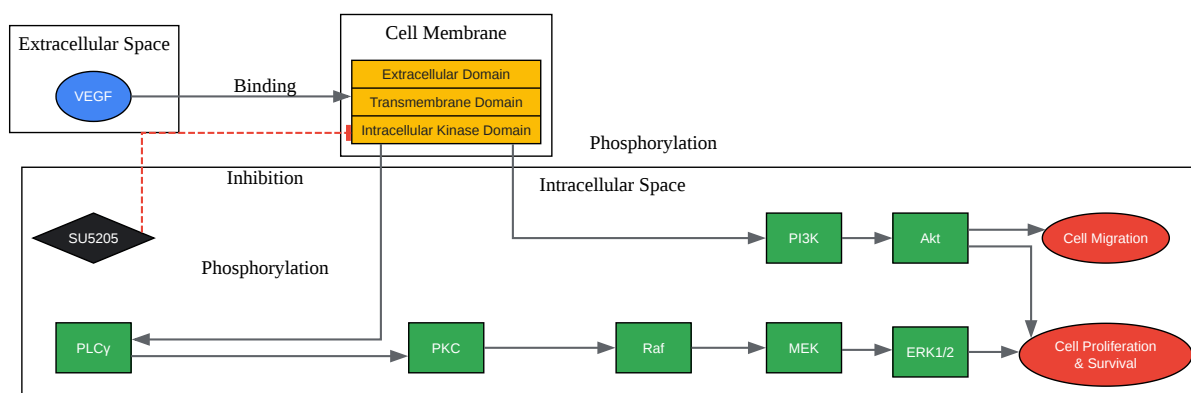 Cell Membrane
Extracellular Space
Extracellular Domain
VEGF
Binding
Transmembrane Domain
Intracellular Kinase Domain
Phosphorylation
Inhibition
Intracellular Space
SU5205
PI3K
Akt
Cell Migration
Phosphorylation
PLCγ
PKC
Raf
MEK
ERK1/2
Cell Proliferation
& Survival